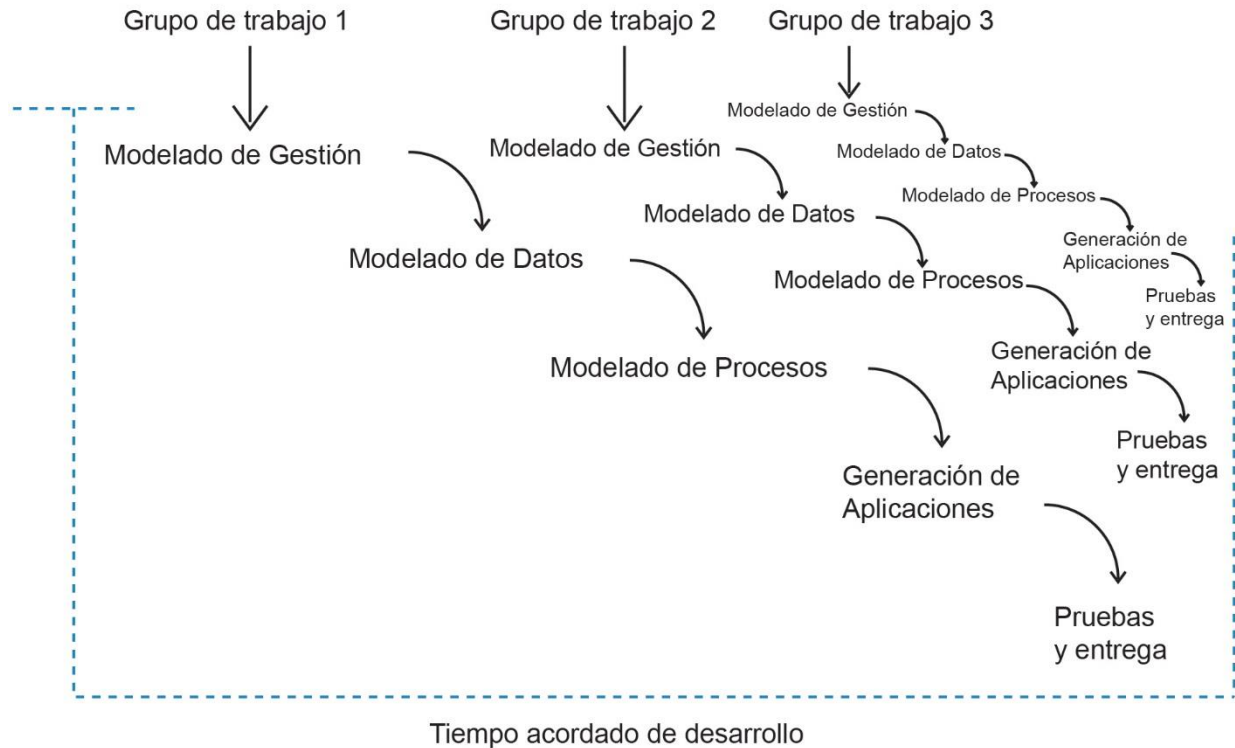 Grupo de trabajo 1
Grupo de trabajo 2
Grupo de trabajo 3
Modelado de Gestión
Modelado de Datos
Modelado de Procesos
Generación de
Aplicaciones
Pruebas
y entrega
Modelado de Gestión
Modelado de Datos
Modelado de Procesos
Generación de
Aplicaciones
Pruebas
y entrega
Modelado de Gestión
Modelado de Datos
Modelado de Procesos
Generación de
Aplicaciones
Pruebas
y entrega
Tiempo acordado de desarrollo